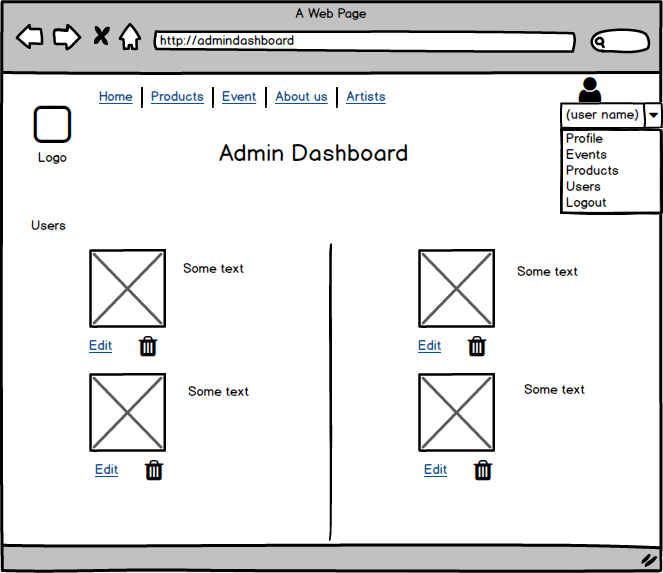 A Web Page
http://admindashboard
Home Products Event About us Artists
(user name)
Profile
Events
Products
Users
Logout
Logo
Admin Dashboard
Users
Some text
Edit
Some text
Edit
Some text
Edit
Some text
Edit